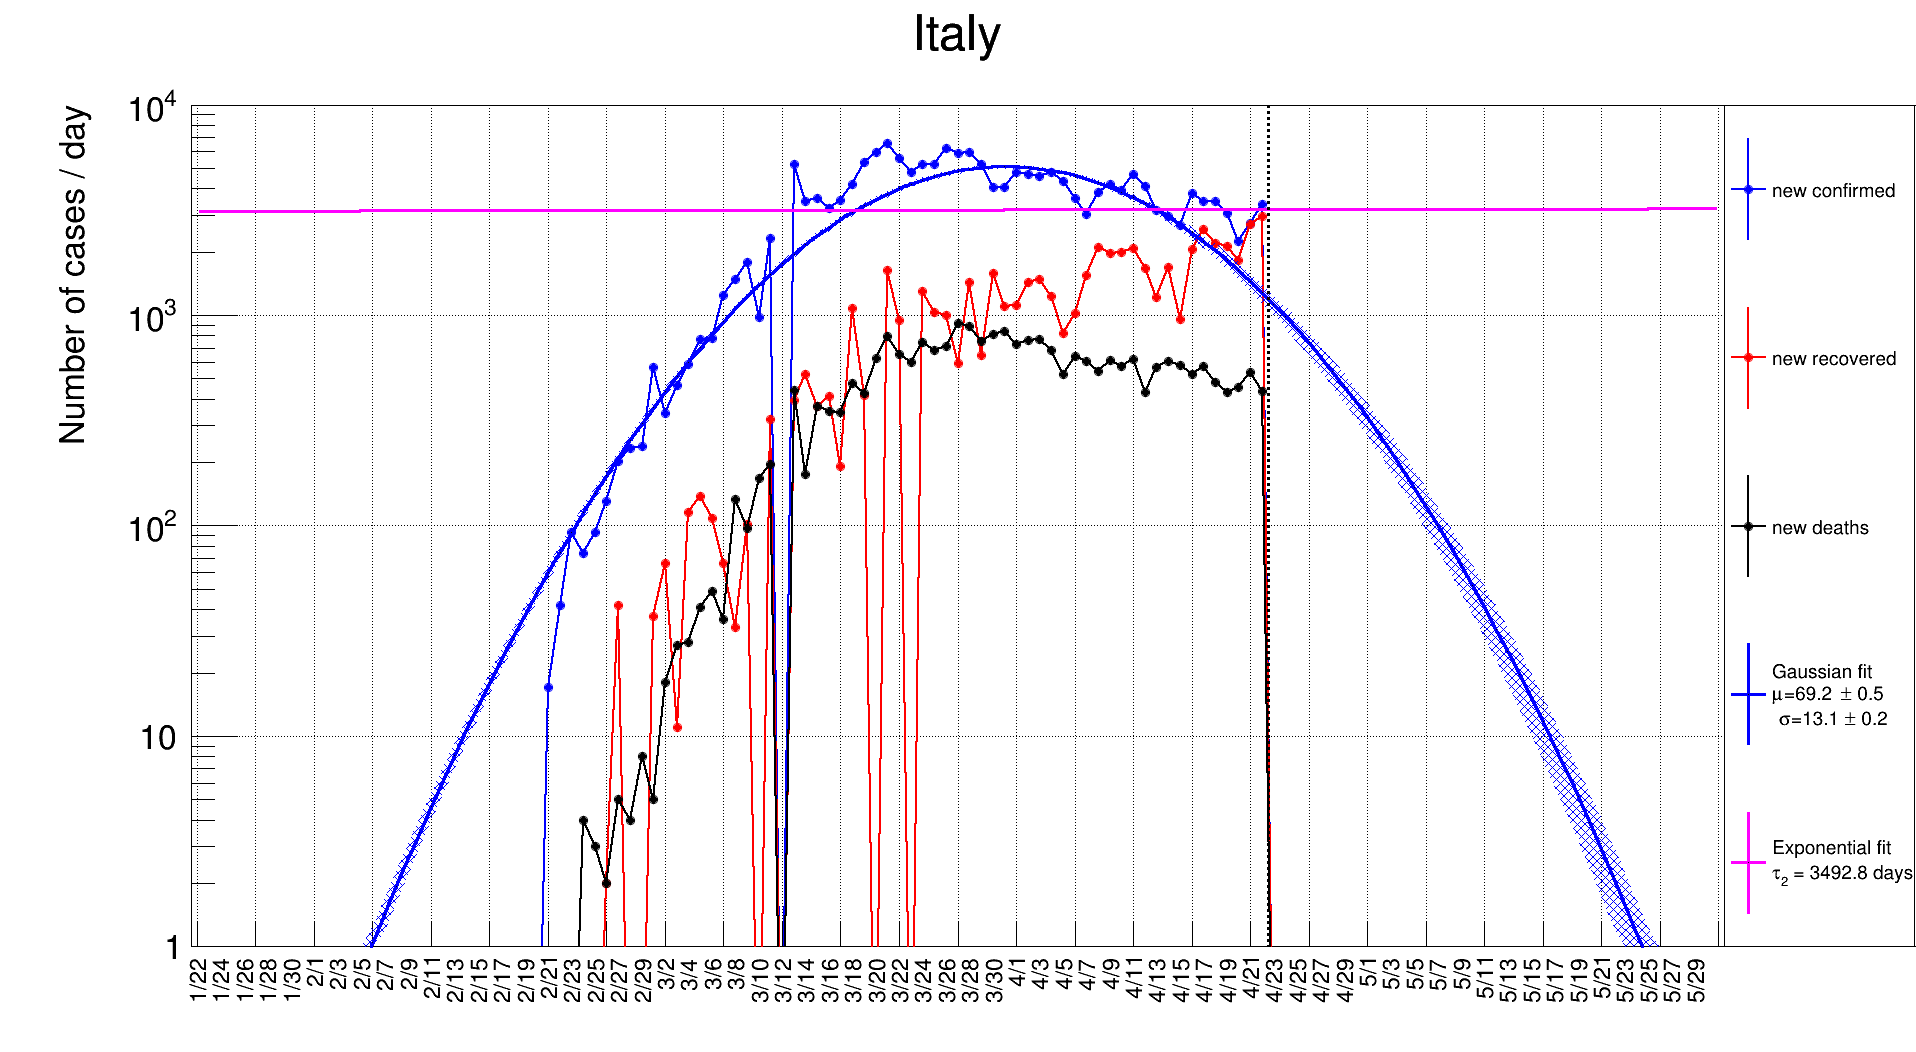 Italy
Number of cases / day
10⁴
10³
10²
10
1
1/22 1/24 1/26 1/28 1/30 2/1 2/3 2/5 2/7 2/9 2/11 2/13 2/15 2/17 2/19 2/21 2/23 2/25 2/27 2/29 3/2 3/4 3/6 3/8 3/10 3/12 3/14 3/16 3/18 3/20 3/22 3/24 3/26 3/28 3/30 4/1 4/3 4/5 4/7 4/9 4/11 4/13 4/15 4/17 4/19 4/21 4/23 4/25 4/27 4/29 5/1 5/3 5/5 5/7 5/9 5/11 5/13 5/15 5/17 5/19 5/21 5/23 5/25 5/27 5/29
new confirmed
new recovered
new deaths
Gaussian fit
μ=69.2 ± 0.5
σ=13.1 ± 0.2
Exponential fit
τ₂ = 3492.8 days